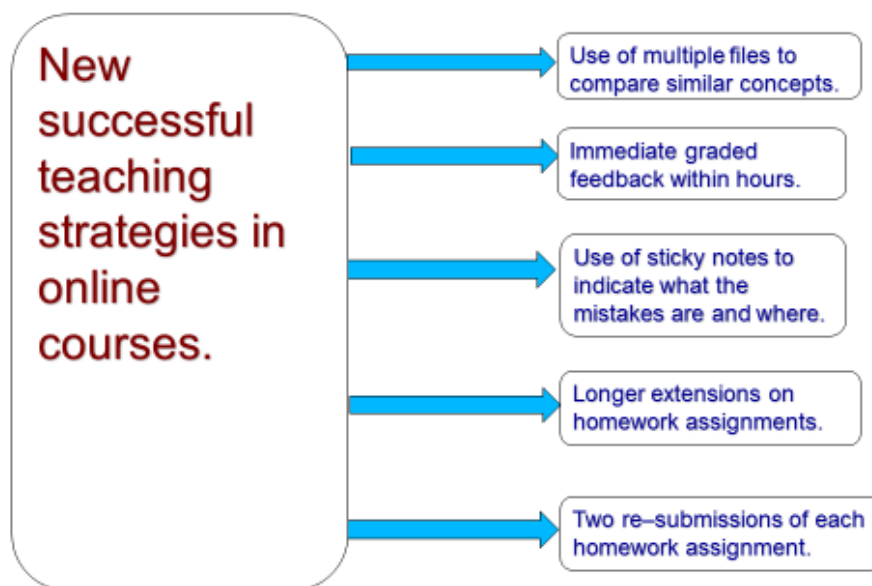 New
successful
teaching
strategies in
online
courses.
Use of multiple files to
compare similar concepts.
Immediate graded
feedback within hours.
Use of sticky notes to
indicate what the
mistakes are and where.
Longer extensions on
homework assignments.
Two re–submissions of each
homework assignment.